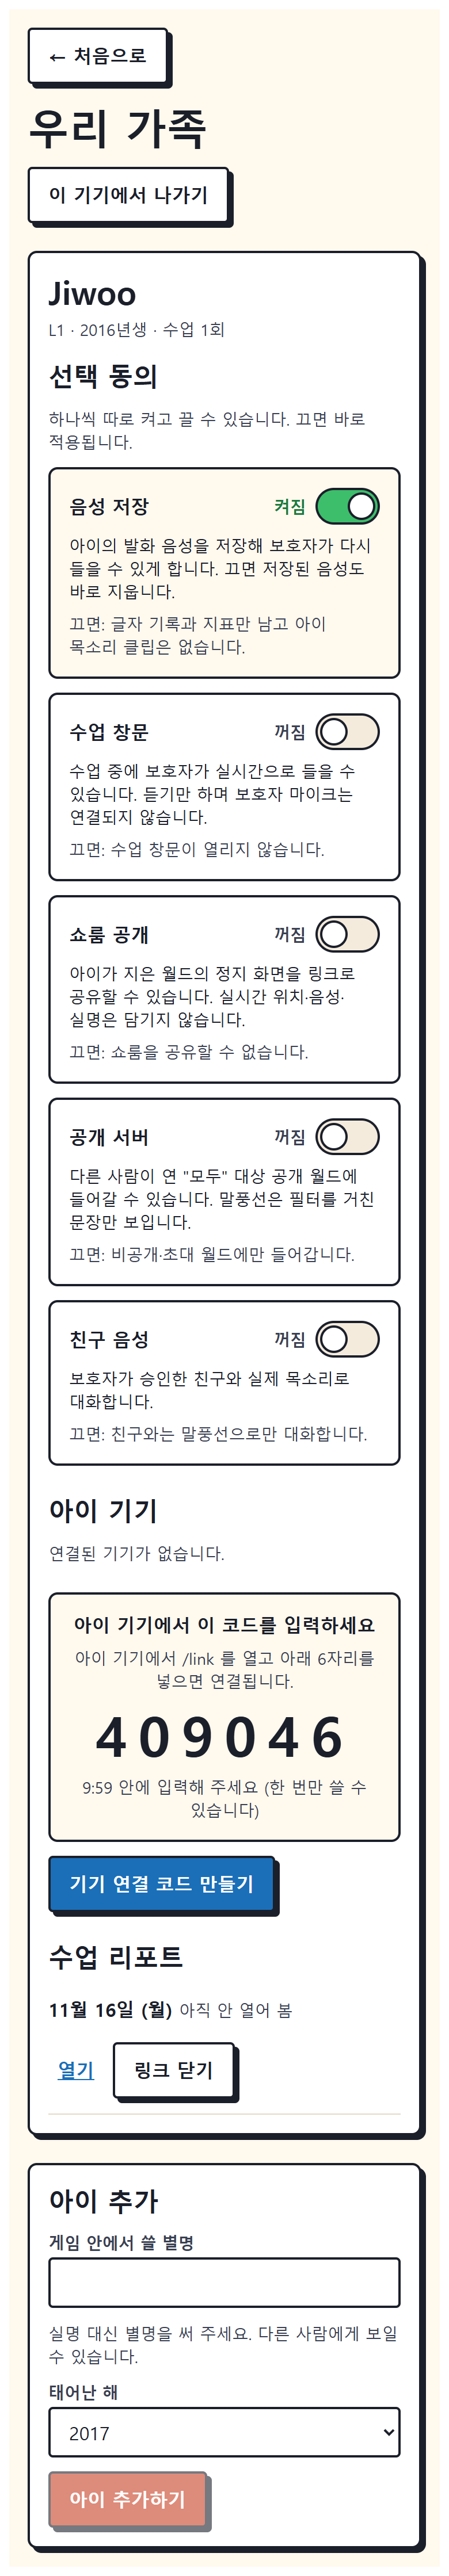 ← 처음으로
우리 가족
이 기기에서 나가기
Jiwoo
L1 · 2016년생 · 수업 1회
선택 동의
하나씩 따로 켜고 끌 수 있습니다. 끄면 바로
적용됩니다.
음성 저장 켜짐
아이의 발화 음성을 저장해 보호자가 다시
들을 수 있게 합니다. 끄면 저장된 음성도
바로 지웁니다.
끄면: 글자 기록과 지표만 남고 아이
목소리 클립은 없습니다.
수업 창문 꺼짐
수업 중에 보호자가 실시간으로 들을 수
있습니다. 듣기만 하며 보호자 마이크는
연결되지 않습니다.
끄면: 수업 창문이 열리지 않습니다.
쇼룸 공개 꺼짐
아이가 지은 월드의 정지 화면을 링크로
공유할 수 있습니다. 실시간 위치·음성·
실명은 담기지 않습니다.
끄면: 쇼룸을 공유할 수 없습니다.
공개 서버 꺼짐
다른 사람이 연 "모두" 대상 공개 월드에
들어갈 수 있습니다. 말풍선은 필터를 거친
문장만 보입니다.
끄면: 비공개·초대 월드에만 들어갑니다.
친구 음성 꺼짐
보호자가 승인한 친구와 실제 목소리로
대화합니다.
끄면: 친구와는 말풍선으로만 대화합니다.
아이 기기
연결된 기기가 없습니다.
아이 기기에서 이 코드를 입력하세요
아이 기기에서 /link 를 열고 아래 6자리를
넣으면 연결됩니다.
409046
9:59 안에 입력해 주세요 (한 번만 쓸 수
있습니다)
기기 연결 코드 만들기
수업 리포트
11월 16일 (월) 아직 안 열어 봄
열기 링크 닫기
아이 추가
게임 안에서 쓸 별명
실명 대신 별명을 써 주세요. 다른 사람에게 보일
수 있습니다.
태어난 해
2017
아이 추가하기